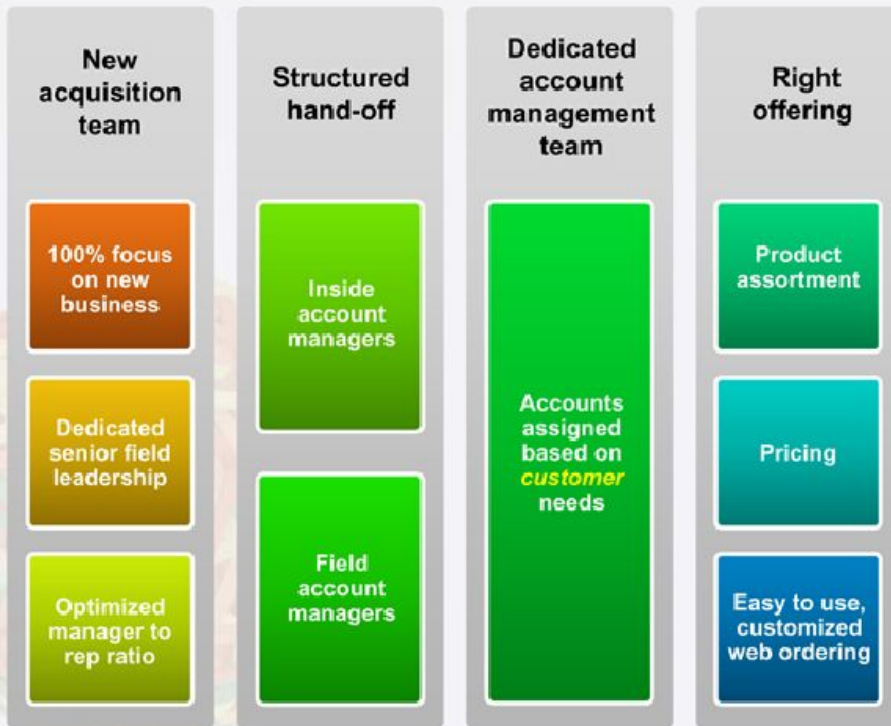 New
acquisition
team
100% focus
on new
business
Dedicated
senior field
leadership
Optimized
manager to
rep ratio
Structured
hand-off
Inside
account
managers
Field
account
managers
Dedicated
account
management
team
Accounts
assigned
based on
customer
needs
Right
offering
Product
assortment
Pricing
Easy to use,
customized
web ordering